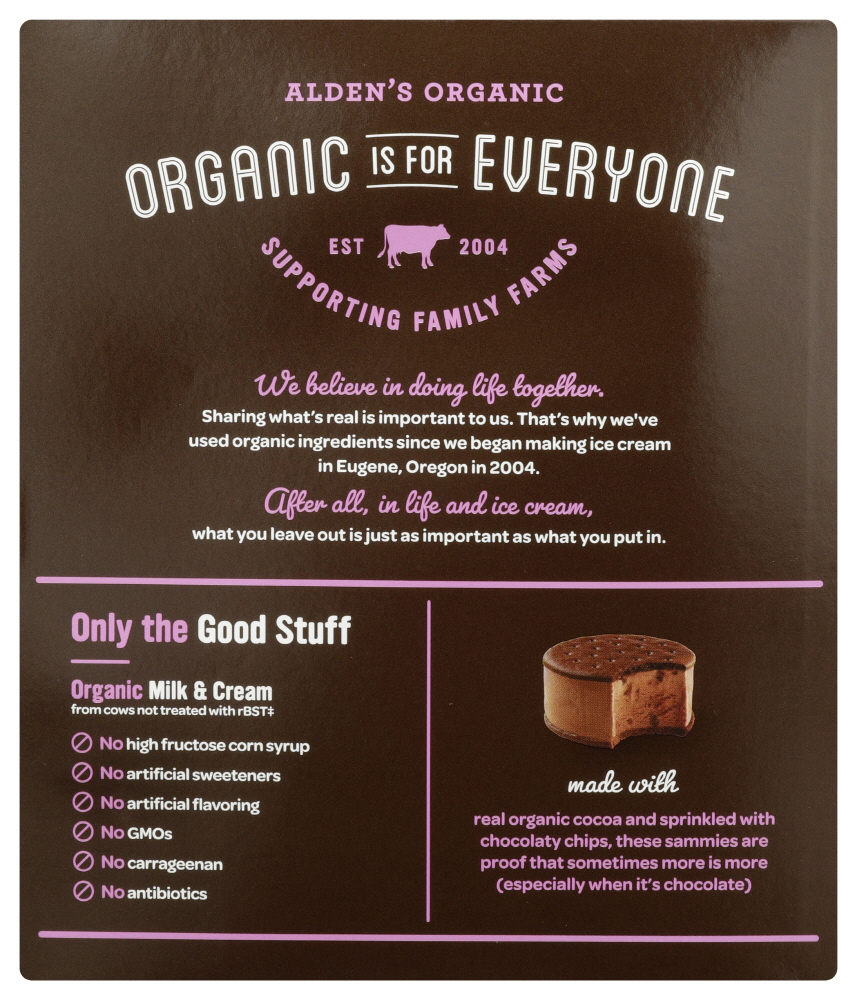 ALDEN'S ORGANIC
ORGANIC IS FOR EVERYONE
EST 2004
SUPPORTING FAMILY FARMS
We believe in doing life together.
Sharing what's real is important to us. That's why we've
used organic ingredients since we began making ice cream
in Eugene, Oregon in 2004.
After all, in life and ice cream,
what you leave out is just as important as what you put in.
Only the Good Stuff
Organic Milk & Cream
from cows not treated with rBST‡
No high fructose corn syrup
No artificial sweeteners
No artificial flavoring
No GMOs
No carrageenan
No antibiotics
made with
real organic cocoa and sprinkled with
chocolaty chips, these sammies are
proof that sometimes more is more
(especially when it's chocolate)